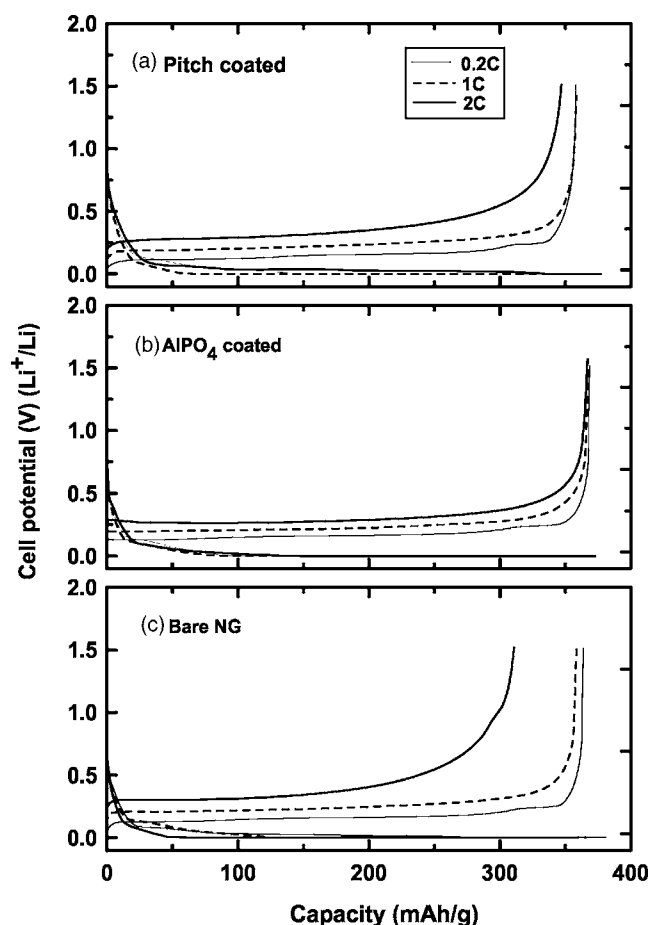 2.0
(a) Pitch coated
0.2C
1C
2C
1.5
1.0
0.5
0.0
2.0
(b) AlPO4 coated
1.5
1.0
0.5
0.0
2.0
(c) Bare NG
1.5
1.0
0.5
0.0
0 100 200 300 400
Cell potential (V) (Li+/Li)
Capacity (mAh/g)